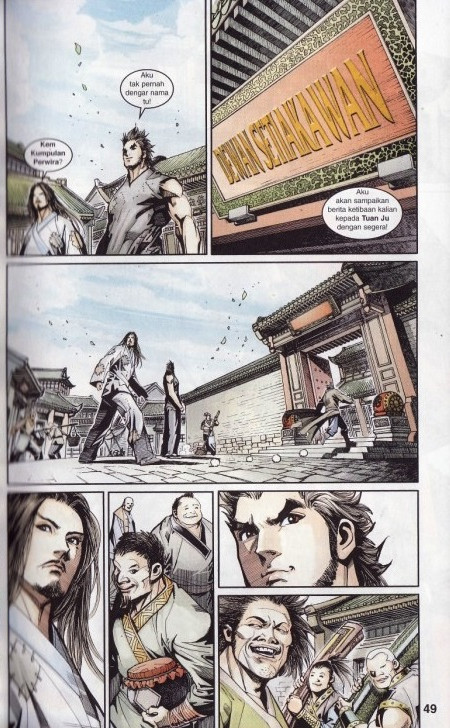 Kem
Kumpulan
Perwira?
Aku
tak pernah
dengar nama
tu!
DEWAN SETIAKAWAN
Aku
akan sampaikan
berita ketibaan kalian
kepada Tuan Ju
dengan segera!
49